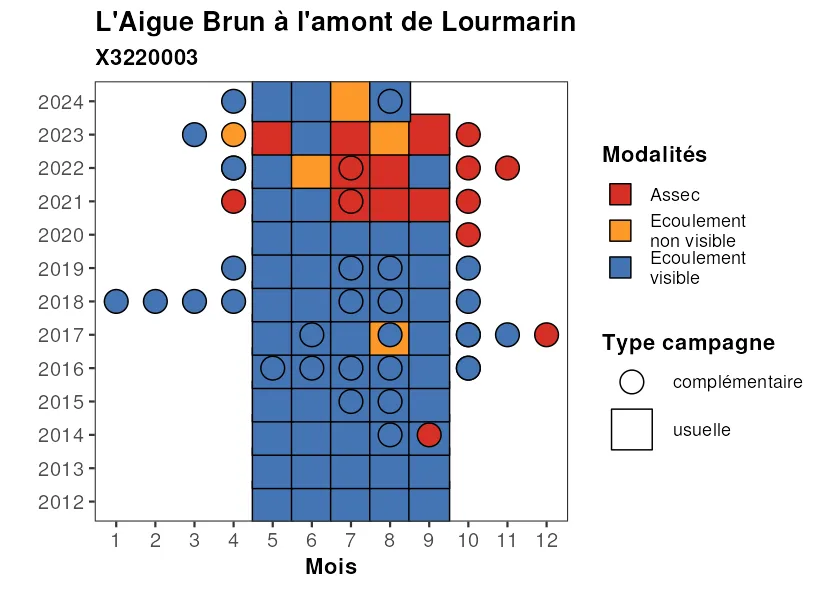 L'Aigue Brun à l'amont de Lourmarin
X3220003
2024
2023
2022
2021
2020
2019
2018
2017
2016
2015
2014
2013
2012
1 2 3 4 5 6 7 8 9 10 11 12
Mois
Modalités
Assec
Ecoulement
non visible
Ecoulement
visible
Type campagne
complémentaire
usuelle